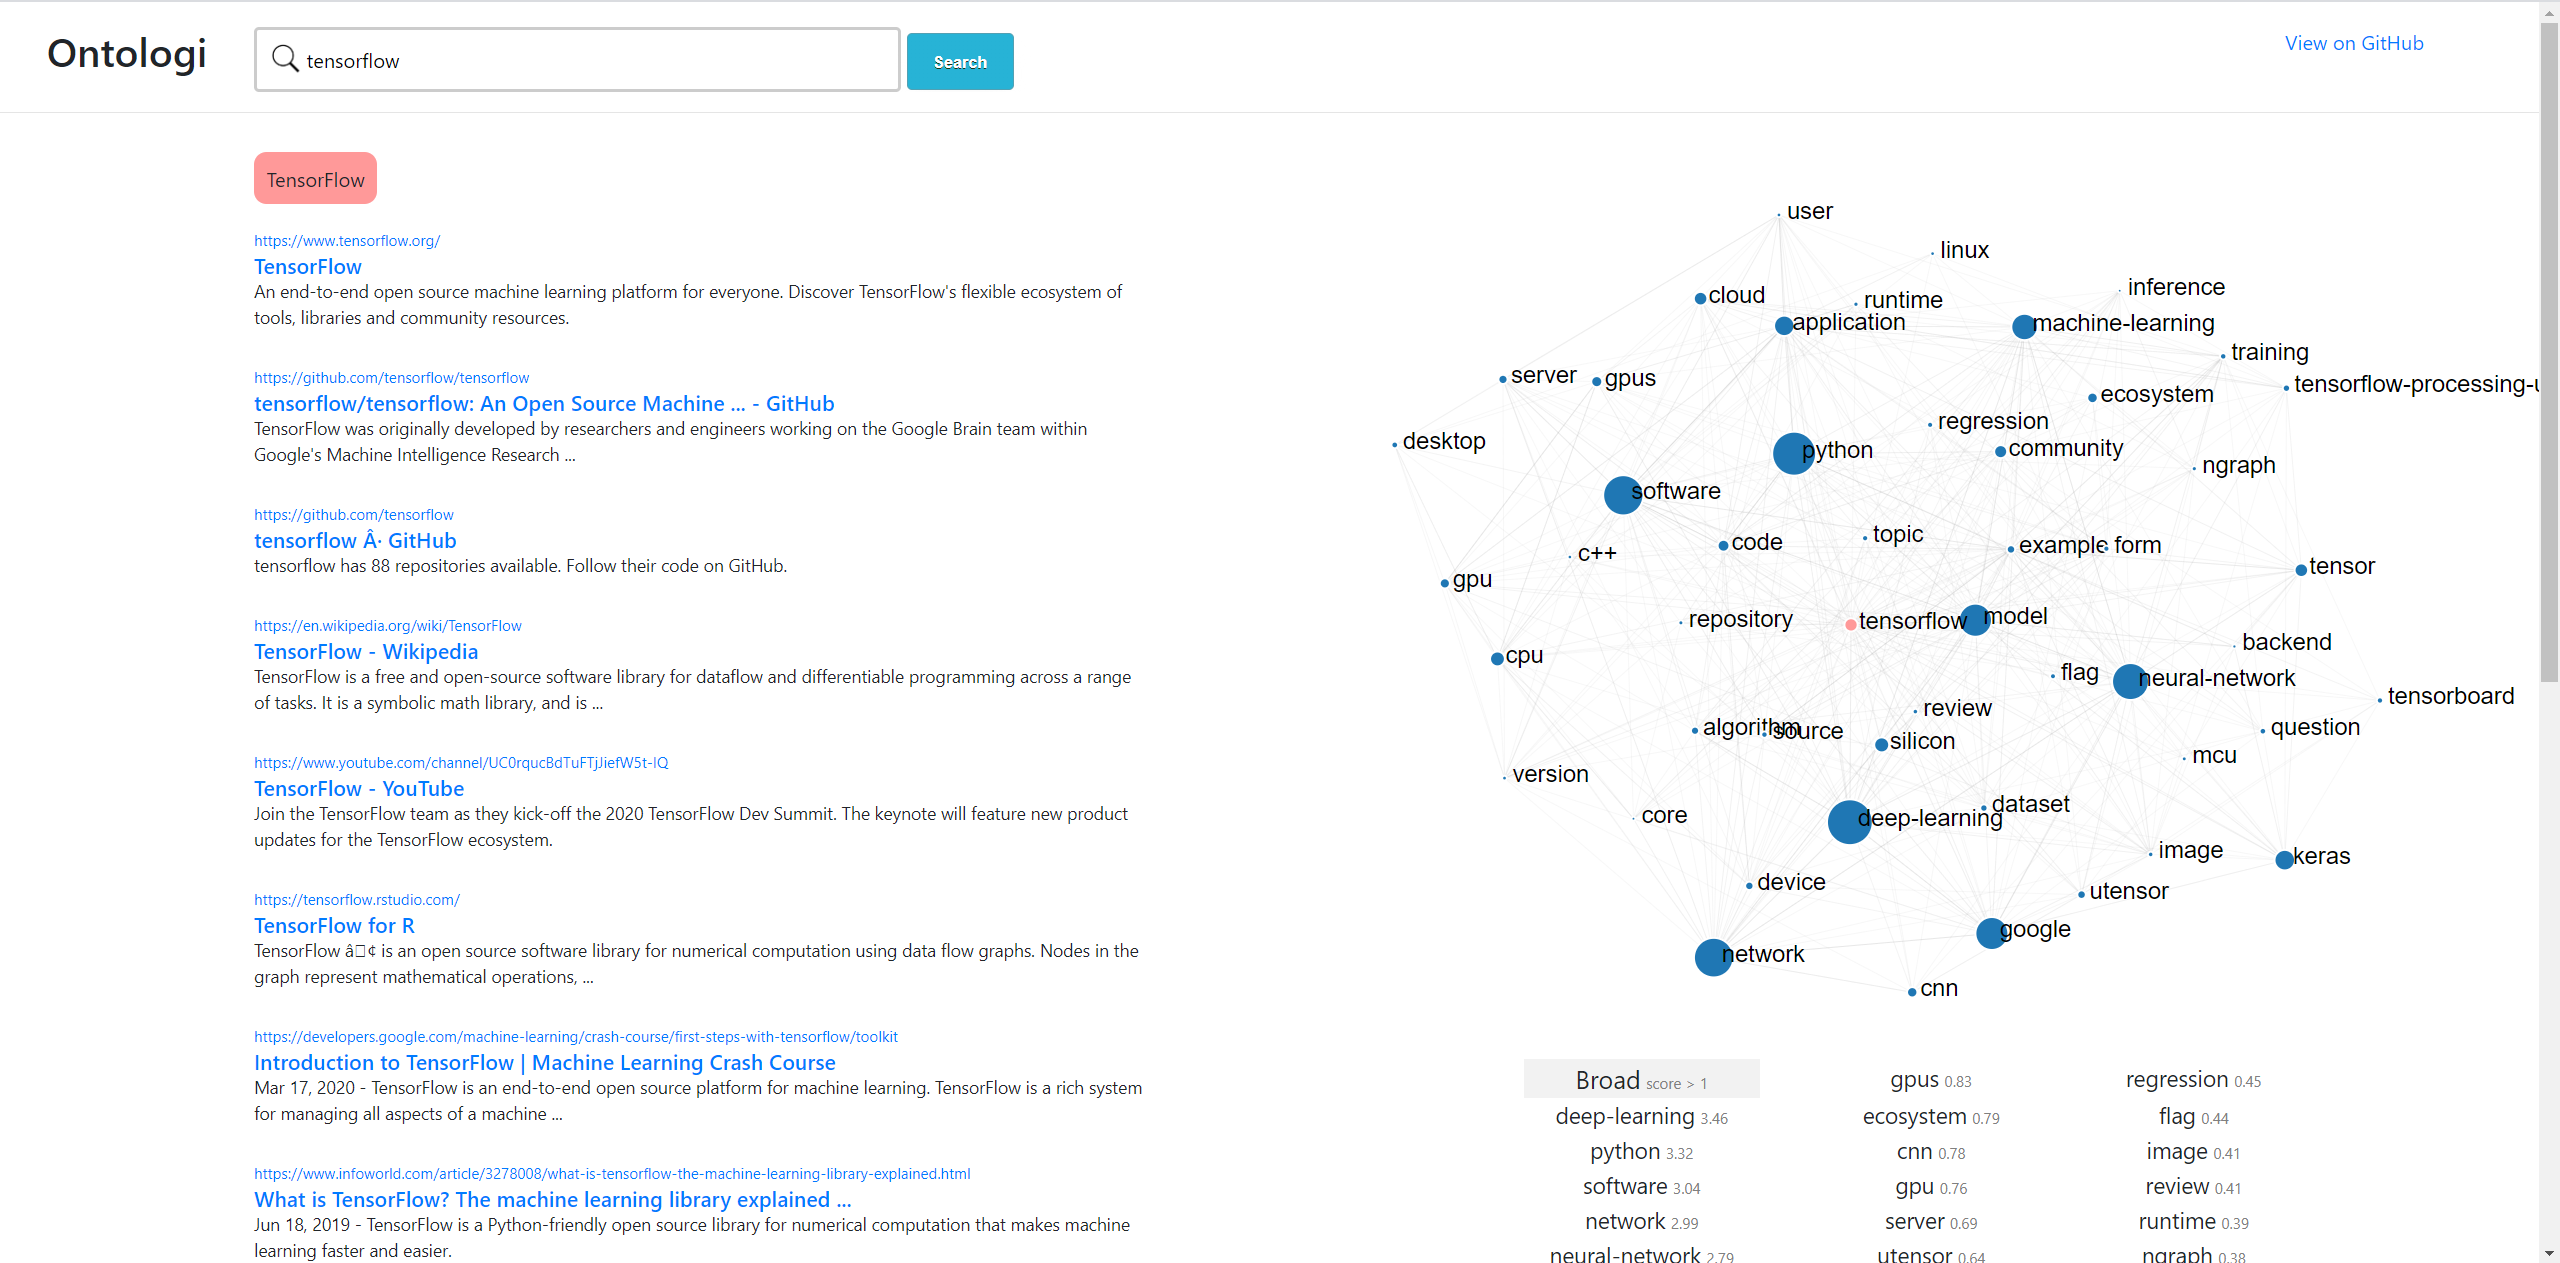 Ontologi
tensorflow
Search
View on GitHub
TensorFlow
https://www.tensorflow.org/
TensorFlow
An end-to-end open source machine learning platform for everyone. Discover TensorFlow's flexible ecosystem of
tools, libraries and community resources.
https://github.com/tensorflow/tensorflow
tensorflow/tensorflow: An Open Source Machine ... - GitHub
TensorFlow was originally developed by researchers and engineers working on the Google Brain team within
Google's Machine Intelligence Research ...
https://github.com/tensorflow
tensorflow Â· GitHub
tensorflow has 88 repositories available. Follow their code on GitHub.
https://en.wikipedia.org/wiki/TensorFlow
TensorFlow - Wikipedia
TensorFlow is a free and open-source software library for dataflow and differentiable programming across a range
of tasks. It is a symbolic math library, and is ...
https://www.youtube.com/channel/UC0rqucBdTuFTjJiefW5t-IQ
TensorFlow - YouTube
Join the TensorFlow team as they kick-off the 2020 TensorFlow Dev Summit. The keynote will feature new product
updates for the TensorFlow ecosystem.
https://tensorflow.rstudio.com/
TensorFlow for R
TensorFlow â□¢ is an open source software library for numerical computation using data flow graphs. Nodes in the
graph represent mathematical operations, ...
https://developers.google.com/machine-learning/crash-course/first-steps-with-tensorflow/toolkit
Introduction to TensorFlow | Machine Learning Crash Course
Mar 17, 2020 - TensorFlow is an end-to-end open source platform for machine learning. TensorFlow is a rich system
for managing all aspects of a machine ...
https://www.infoworld.com/article/3278008/what-is-tensorflow-the-machine-learning-library-explained.html
What is TensorFlow? The machine learning library explained ...
Jun 18, 2019 - TensorFlow is a Python-friendly open source library for numerical computation that makes machine
learning faster and easier.
user
linux
inference
cloud
runtime
application
machine-learning
training
server
gpus
tensorflow-processing-u
ecosystem
regression
desktop
python
community
ngraph
software
topic
code
example
form
c++
tensor
gpu
repository
tensorflow
model
backend
cpu
flag
neural-network
tensorboard
review
algorithm
source
question
silicon
mcu
version
dataset
core
deep-learning
image
keras
device
utensor
google
network
cnn
Broad score > 1
deep-learning 3.46
python 3.32
software 3.04
network 2.99
neural-network 2.79
gpus 0.83
ecosystem 0.79
cnn 0.78
gpu 0.76
server 0.69
utensor 0.64
regression 0.45
flag 0.44
image 0.41
review 0.41
runtime 0.39
ngraph 0.38